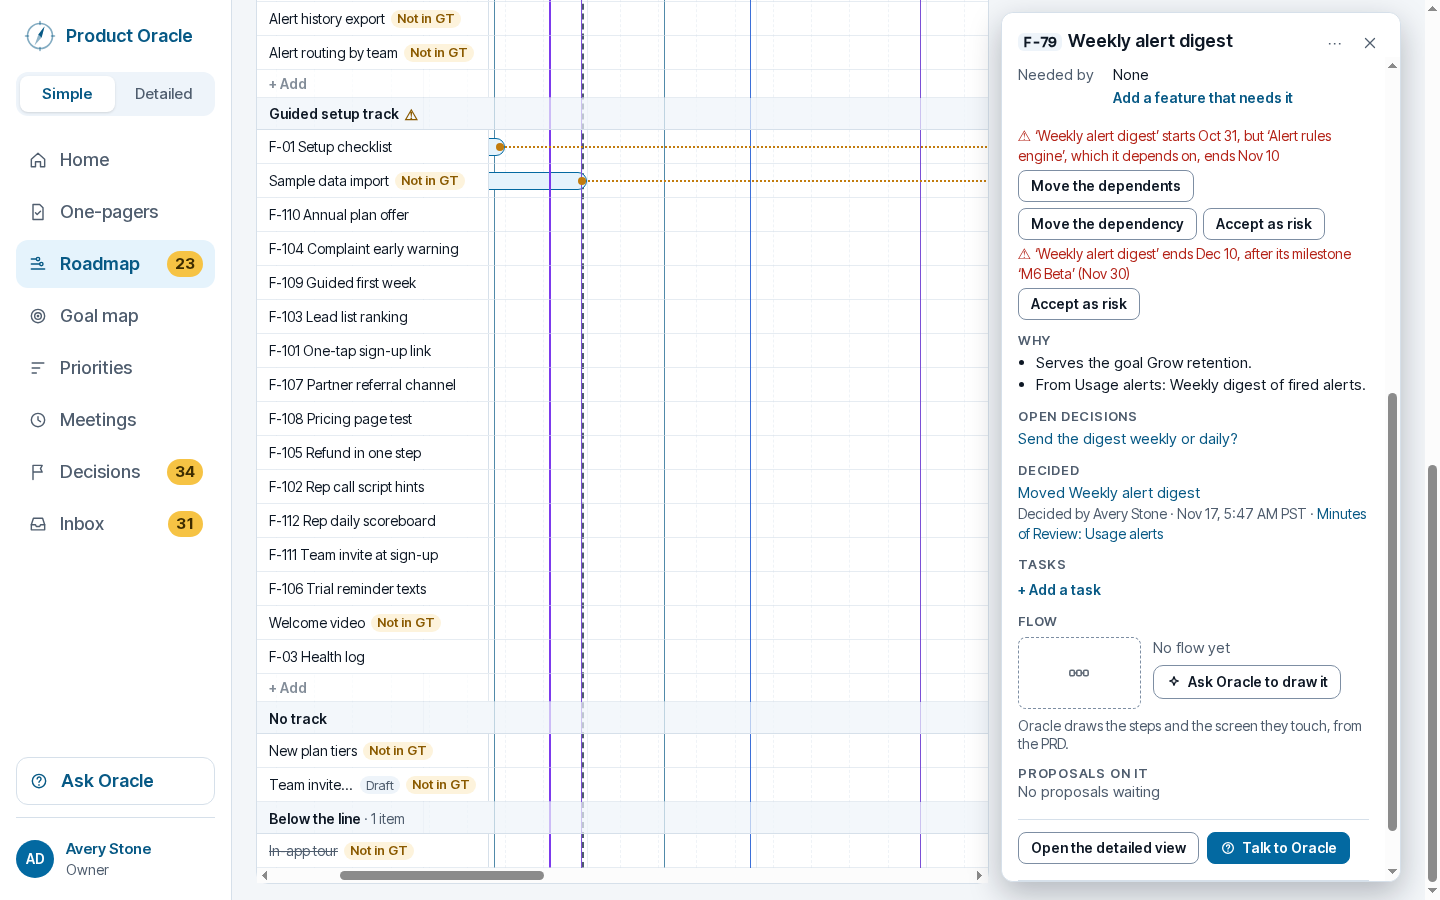 Product Oracle
Simple
Detailed
Home
One-pagers
Roadmap
23
Goal map
Priorities
Meetings
Decisions
34
Inbox
31
Ask Oracle
AD
Avery Stone
Owner
Alert history export
Not in GT
Alert routing by team
Not in GT
+ Add
Guided setup track
F-01 Setup checklist
Sample data import
Not in GT
F-110 Annual plan offer
F-104 Complaint early warning
F-109 Guided first week
F-103 Lead list ranking
F-101 One-tap sign-up link
F-107 Partner referral channel
F-108 Pricing page test
F-105 Refund in one step
F-102 Rep call script hints
F-112 Rep daily scoreboard
F-111 Team invite at sign-up
F-106 Trial reminder texts
Welcome video
Not in GT
F-03 Health log
+ Add
No track
New plan tiers
Not in GT
Team invite...
Draft
Not in GT
Below the line · 1 item
In-app tour
Not in GT
F-79 Weekly alert digest
Needed by
None
Add a feature that needs it
⚠ ‘Weekly alert digest’ starts Oct 31, but ‘Alert rules
engine’, which it depends on, ends Nov 10
Move the dependents
Move the dependency
Accept as risk
⚠ ‘Weekly alert digest’ ends Dec 10, after its milestone
‘M6 Beta’ (Nov 30)
Accept as risk
WHY
• Serves the goal Grow retention.
• From Usage alerts: Weekly digest of fired alerts.
OPEN DECISIONS
Send the digest weekly or daily?
DECIDED
Moved Weekly alert digest
Decided by Avery Stone · Nov 17, 5:47 AM PST · Minutes
of Review: Usage alerts
TASKS
+ Add a task
FLOW
No flow yet
Ask Oracle to draw it
Oracle draws the steps and the screen they touch, from
the PRD.
PROPOSALS ON IT
No proposals waiting
Open the detailed view
Talk to Oracle